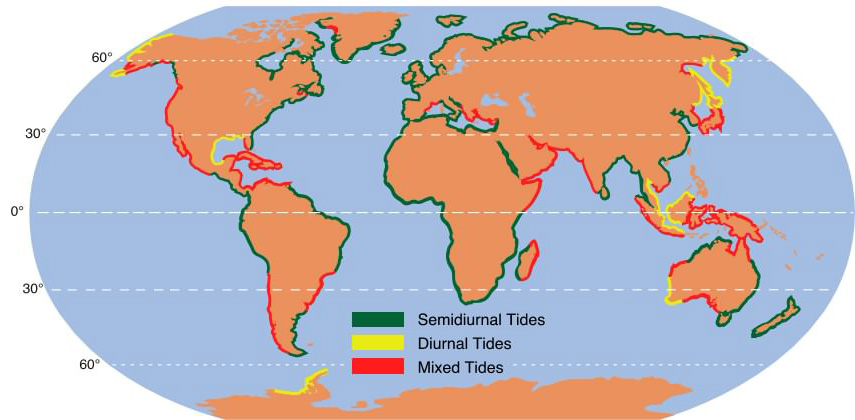 60°
30°
0°
30°
60°
Semidiurnal Tides
Diurnal Tides
Mixed Tides